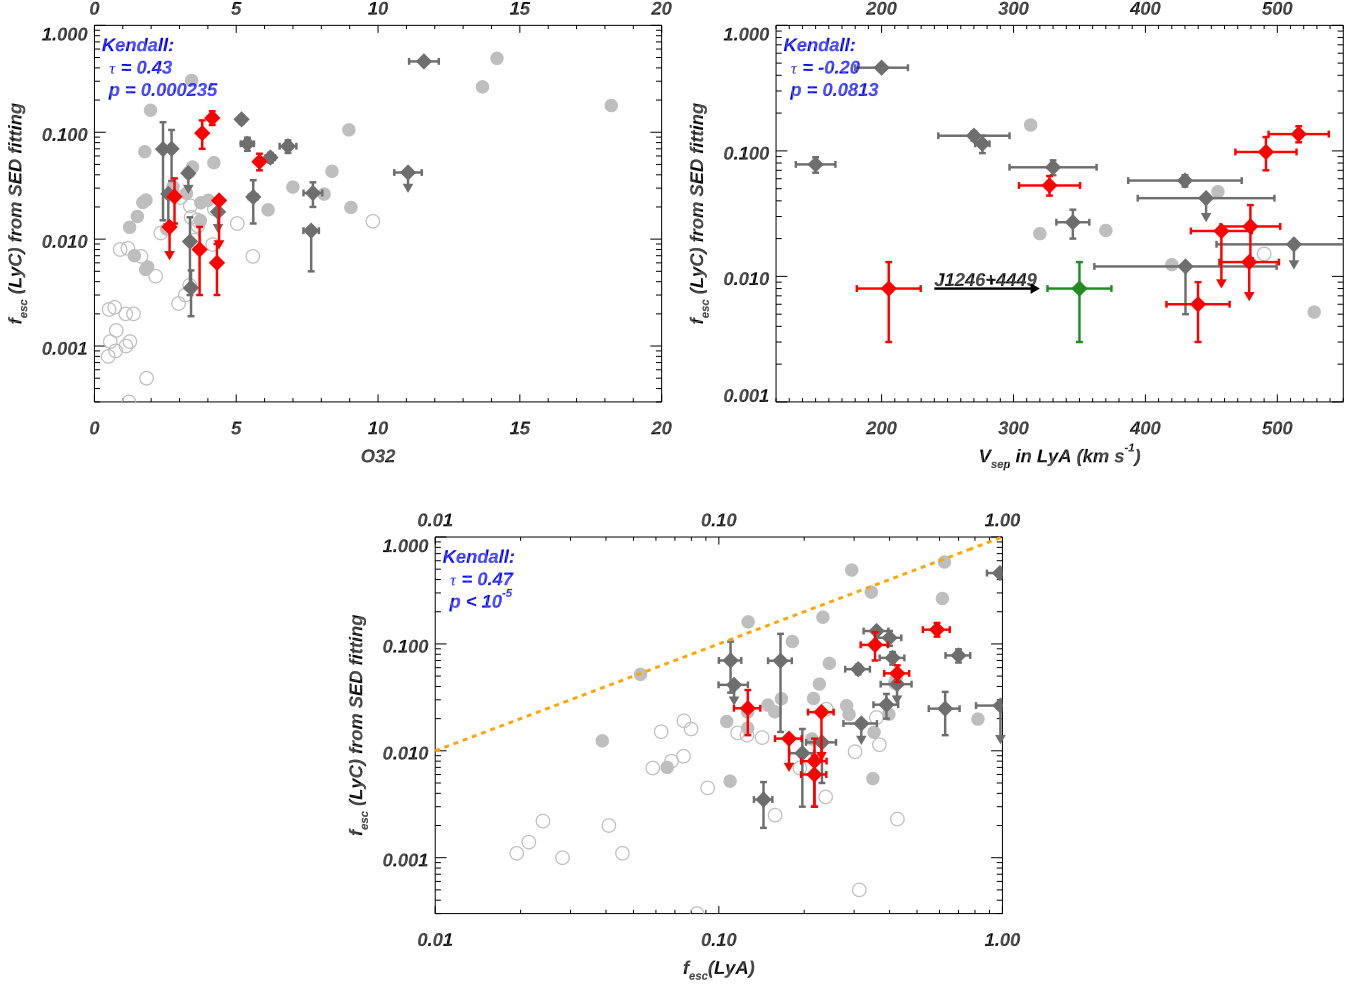 0 5 10 15 20
1.000
0.100
0.010
0.001
Kendall:
τ = 0.43
p = 0.000235
f_esc (LyC) from SED fitting
0 5 10 15 20
O32
200 300 400 500
1.000
0.100
0.010
0.001
Kendall:
τ = -0.20
p = 0.0813
J1246+4449
f_esc (LyC) from SED fitting
200 300 400 500
V_sep in LyA (km s^-1)
0.01 0.10 1.00
1.000
0.100
0.010
0.001
Kendall:
τ = 0.47
p < 10^-5
f_esc (LyC) from SED fitting
0.01 0.10 1.00
f_esc(LyA)